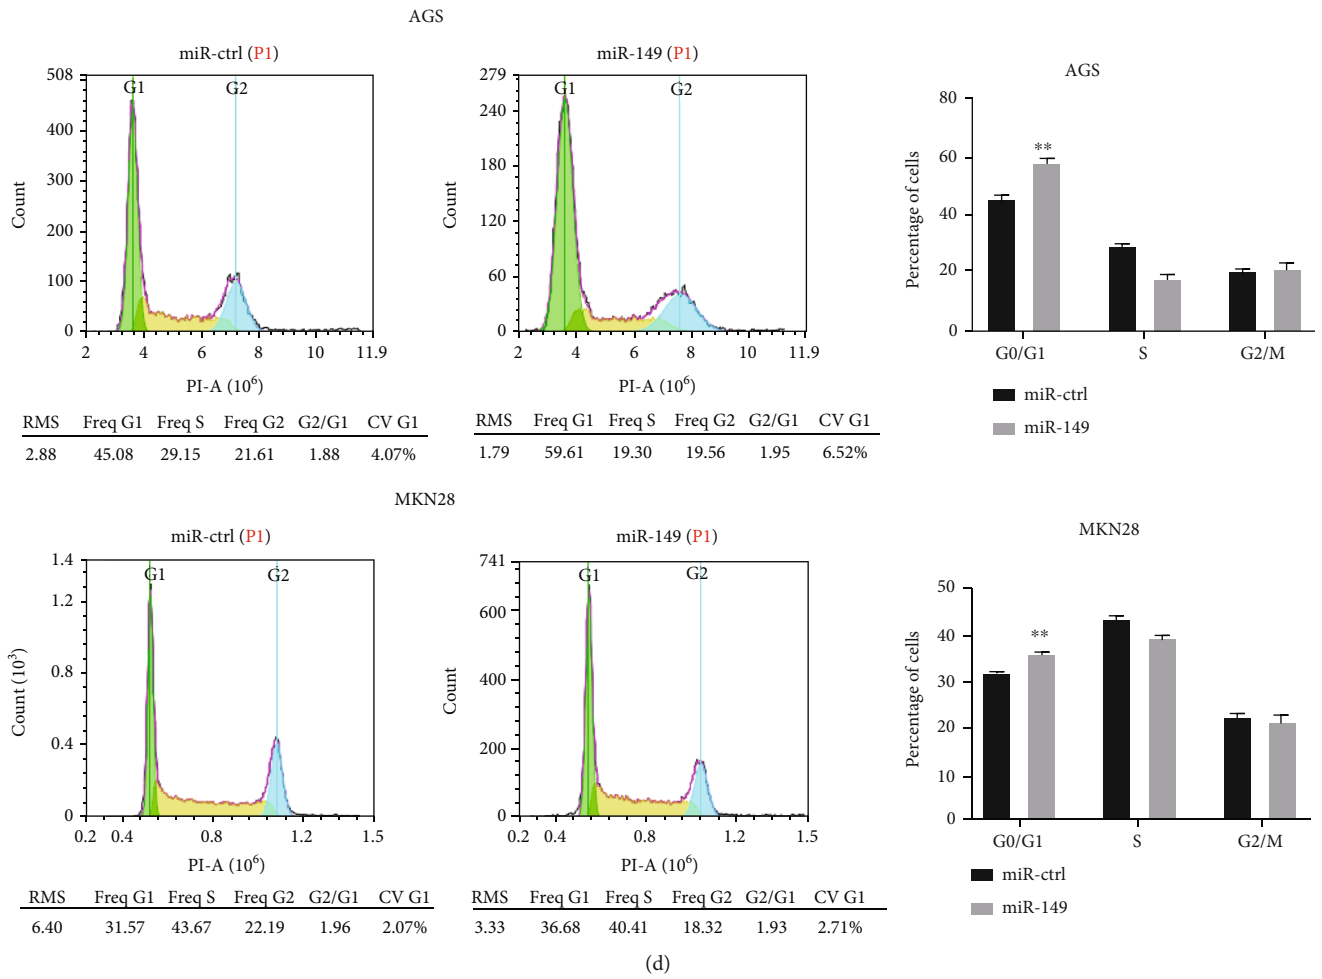 AGS
miR-ctrl (P1)
508
400
300
200
100
0
Count
G1
G2
2 4 6 8 10 11.9
PI-A (10⁶)
RMS Freq G1 Freq S Freq G2 G2/G1 CV G1
2.88 45.08 29.15 21.61 1.88 4.07%
miR-149 (P1)
279
240
180
120
60
0
Count
G1
G2
2 4 6 8 10 11.9
PI-A (10⁶)
RMS Freq G1 Freq S Freq G2 G2/G1 CV G1
1.79 59.61 19.30 19.56 1.95 6.52%
AGS
80
60
40
20
0
Percentage of cells
**
G0/G1 S G2/M
miR-ctrl
miR-149
MKN28
miR-ctrl (P1)
1.4
1.2
0.8
0.4
0
Count (10³)
G1
G2
0.2 0.4 0.8 1.2 1.5
PI-A (10⁶)
RMS Freq G1 Freq S Freq G2 G2/G1 CV G1
6.40 31.57 43.67 22.19 1.96 2.07%
miR-149 (P1)
741
600
400
200
0
Count
G1
G2
0.2 0.4 0.8 1.2 1.5
PI-A (10⁶)
RMS Freq G1 Freq S Freq G2 G2/G1 CV G1
3.33 36.68 40.41 18.32 1.93 2.71%
MKN28
50
40
30
20
10
0
Percentage of cells
**
G0/G1 S G2/M
miR-ctrl
miR-149
(d)